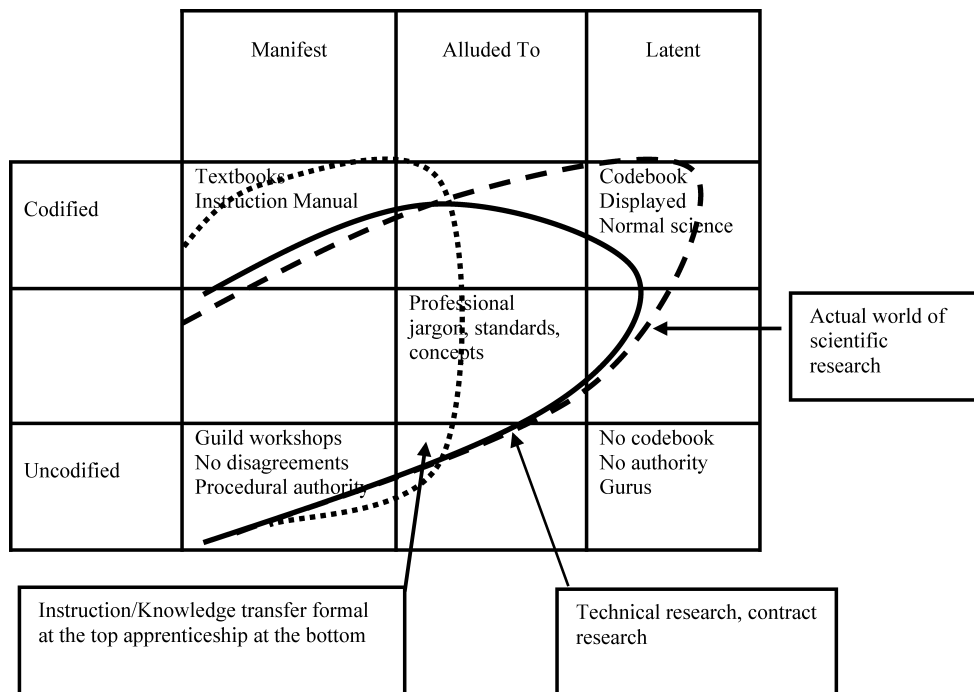 Manifest
Alluded To
Latent
Codified
Textbooks
Instruction Manual
Codebook
Displayed
Normal science
Professional
jargon, standards,
concepts
Actual world of
scientific
research
Uncodified
Guild workshops
No disagreements
Procedural authority
No codebook
No authority
Gurus
Instruction/Knowledge transfer formal
at the top apprenticeship at the bottom
Technical research, contract
research